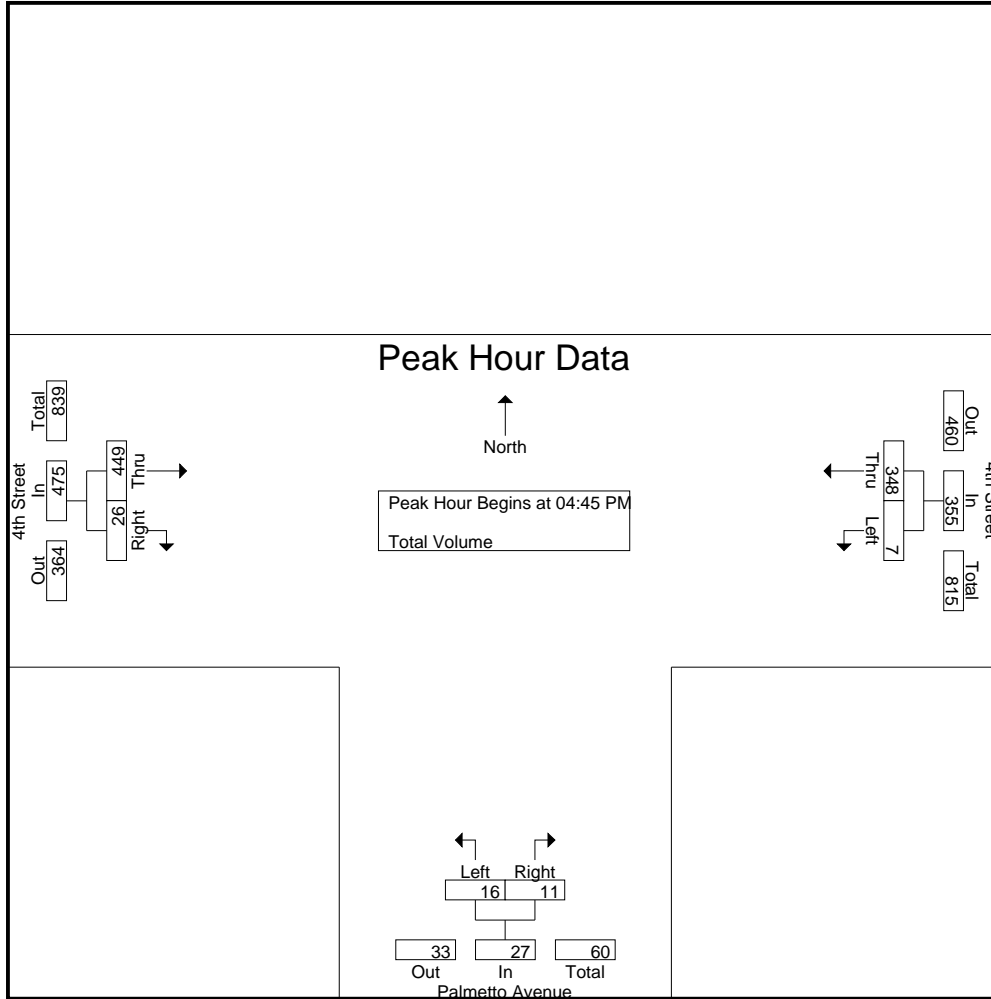 Peak Hour Data
North
Peak Hour Begins at 04:45 PM
Total Volume
4th Street
Out In Total
364 475 839
26 449
Right Thru
4th Street
Out In Total
460 355 815
348 7
Thru Left
Left Right
16 11
33 27 60
Out In Total
Palmetto Avenue